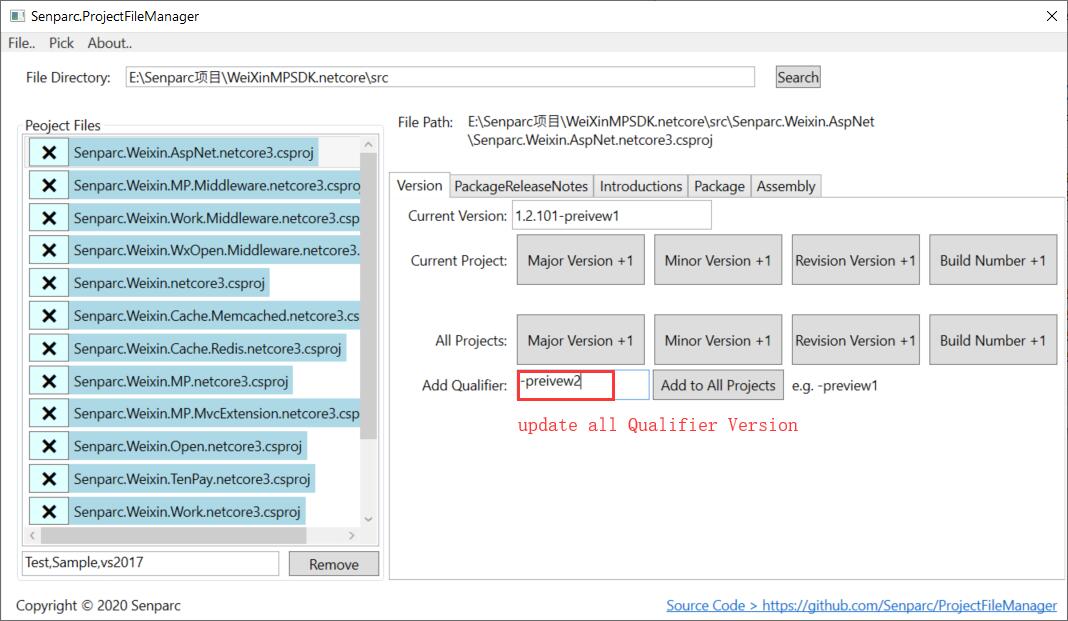 Senparc.ProjectFileManager
File.. Pick About..
File Directory: E:\Senparc项目\WeiXinMPSDK.netcore\src Search
Peoject Files
Senparc.Weixin.AspNet.netcore3.csproj
Senparc.Weixin.MP.Middleware.netcore3.cspro
Senparc.Weixin.Work.Middleware.netcore3.csp
Senparc.Weixin.WxOpen.Middleware.netcore3.
Senparc.Weixin.netcore3.csproj
Senparc.Weixin.Cache.Memcached.netcore3.cs
Senparc.Weixin.Cache.Redis.netcore3.csproj
Senparc.Weixin.MP.netcore3.csproj
Senparc.Weixin.MP.MvcExtension.netcore3.csp
Senparc.Weixin.Open.netcore3.csproj
Senparc.Weixin.TenPay.netcore3.csproj
Senparc.Weixin.Work.netcore3.csproj
Test,Sample,vs2017 Remove
File Path: E:\Senparc项目\WeiXinMPSDK.netcore\src\Senparc.Weixin.AspNet
\Senparc.Weixin.AspNet.netcore3.csproj
Version PackageReleaseNotes Introductions Package Assembly
Current Version: 1.2.101-preivew1
Current Project: Major Version +1 Minor Version +1 Revision Version +1 Build Number +1
All Projects: Major Version +1 Minor Version +1 Revision Version +1 Build Number +1
Add Qualifier: -preivew2 Add to All Projects e.g. -preview1
update all Qualifier Version
Copyright © 2020 Senparc Source Code > https://github.com/Senparc/ProjectFileManager